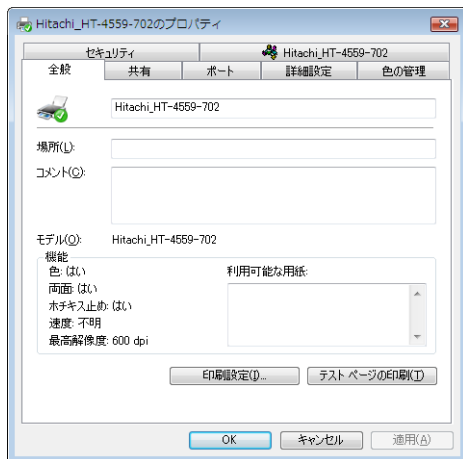 Hitachi_HT-4559-702のプロパティ
セキュリティ
Hitachi_HT-4559-702
全般
共有
ポート
詳細設定
色の管理
Hitachi_HT-4559-702
場所(L):
コメント(C):
モデル(O): Hitachi_HT-4559-702
機能
色: はい
利用可能な用紙:
両面: はい
ホチキス止め: はい
速度: 不明
最高解像度: 600 dpi
印刷設定(I)...
テスト ページの印刷(T)
OK
キャンセル
適用(A)